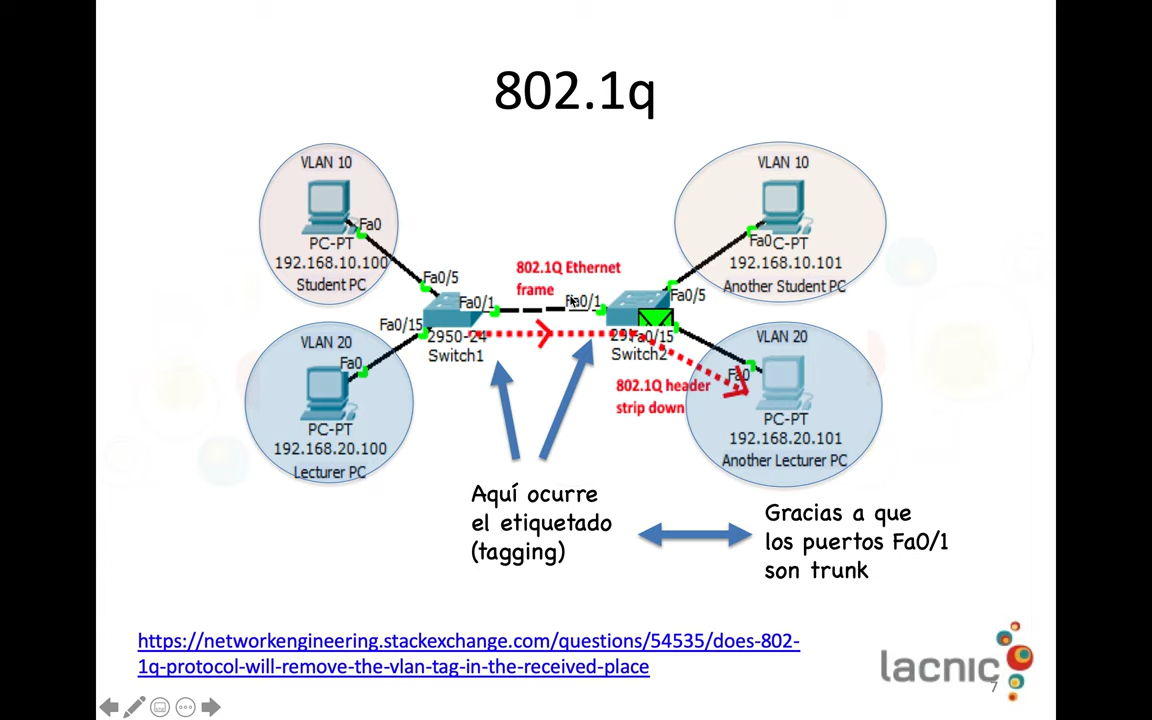 802.1q
VLAN 10
Fa0
PC-PT
192.168.10.100
Student PC
VLAN 10
Fa0
C-PT
192.168.10.101
Another Student PC
802.1Q Ethernet
frame
Fa0/5
Fa0/1
Fa0/1
Fa0/5
Fa0/15
2950-24
Switch1
295
Fa0/15
Switch2
VLAN 20
Fa0
PC-PT
192.168.20.100
Lecturer PC
802.1Q header
strip down
VLAN 20
Fa0
PC-PT
192.168.20.101
Another Lecturer PC
Aquí ocurre
el etiquetado
(tagging)
Gracias a que
los puertos Fa0/1
son trunk
https://networkengineering.stackexchange.com/questions/54535/does-802-
1q-protocol-will-remove-the-vlan-tag-in-the-received-place
lacnic
7